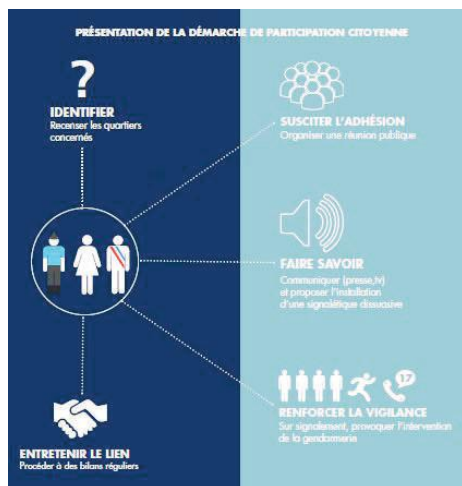 PRÉSENTATION DE LA DÉMARCHE DE PARTICIPATION CITOYENNE
?
IDENTIFIER
Recenser les quartiers
concernés
SUSCITER L'ADHÉSION
Organiser une réunion publique
FAIRE SAVOIR
Communiquer (presse,tv)
et proposer l'installation
d'une signalétique dissuasive
17
RENFORCER LA VIGILANCE
Sur signalement, provoquer l'intervention
de la gendarmerie
ENTRETENIR LE LIEN
Procéder à des bilans réguliers